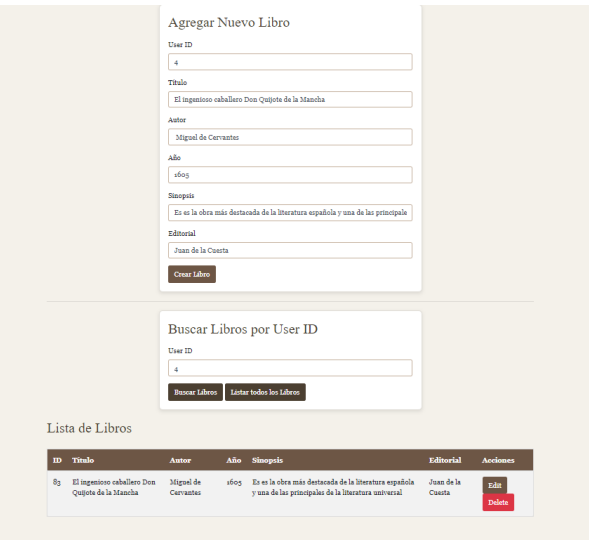 Agregar Nuevo Libro
User ID
4
Título
El ingenioso caballero Don Quijote de la Mancha
Autor
Miguel de Cervantes
Año
1605
Sinopsis
Es es la obra más destacada de la literatura española y una de las principale
Editorial
Juan de la Cuesta
Crear Libro
Buscar Libros por User ID
User ID
4
Buscar Libros Listar todos los Libros
Lista de Libros
ID Título Autor Año Sinopsis Editorial Acciones
83 El ingenioso caballero Don Miguel de 1605 Es es la obra más destacada de la literatura española Juan de la Edit
Quijote de la Mancha Cervantes y una de las principales de la literatura universal Cuesta
Delete